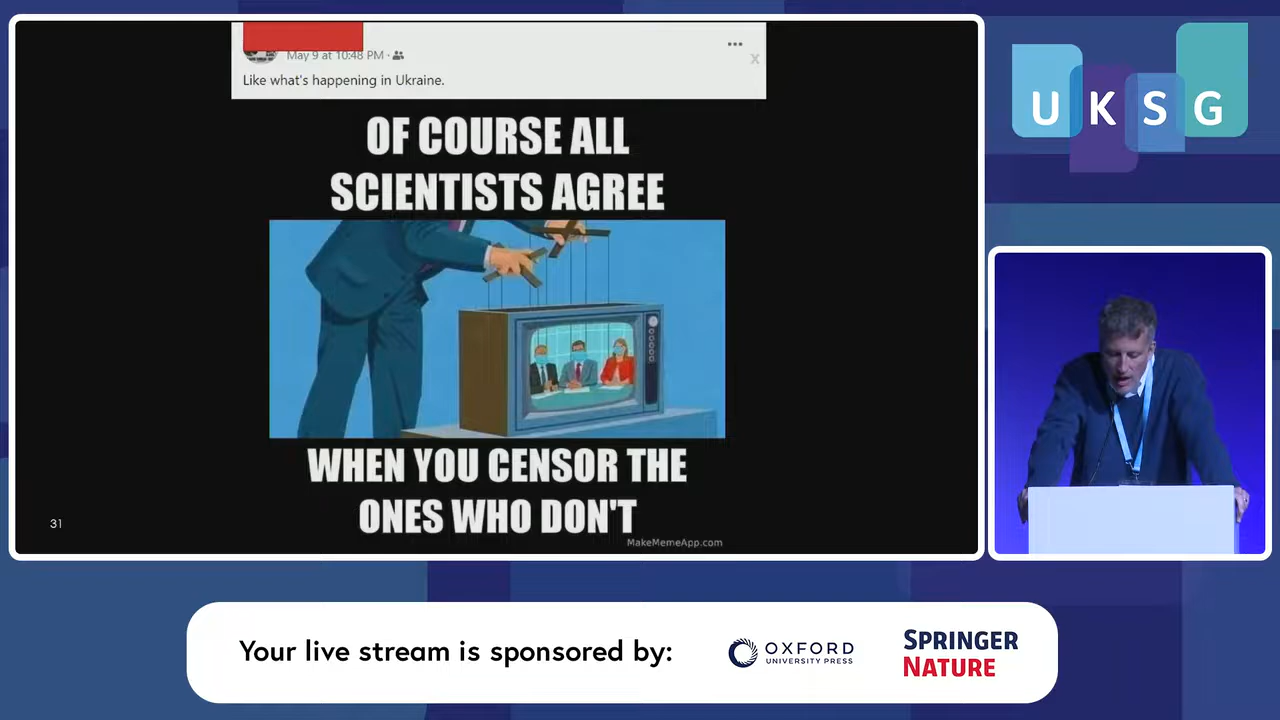 May 9 at 10:48 PM ·
...
x
Like what's happening in Ukraine.
OF COURSE ALL
SCIENTISTS AGREE
WHEN YOU CENSOR THE
ONES WHO DON'T
MakeMemeApp.com
31
UKSG
Your live stream is sponsored by:
OXFORD
UNIVERSITY PRESS
SPRINGER
NATURE